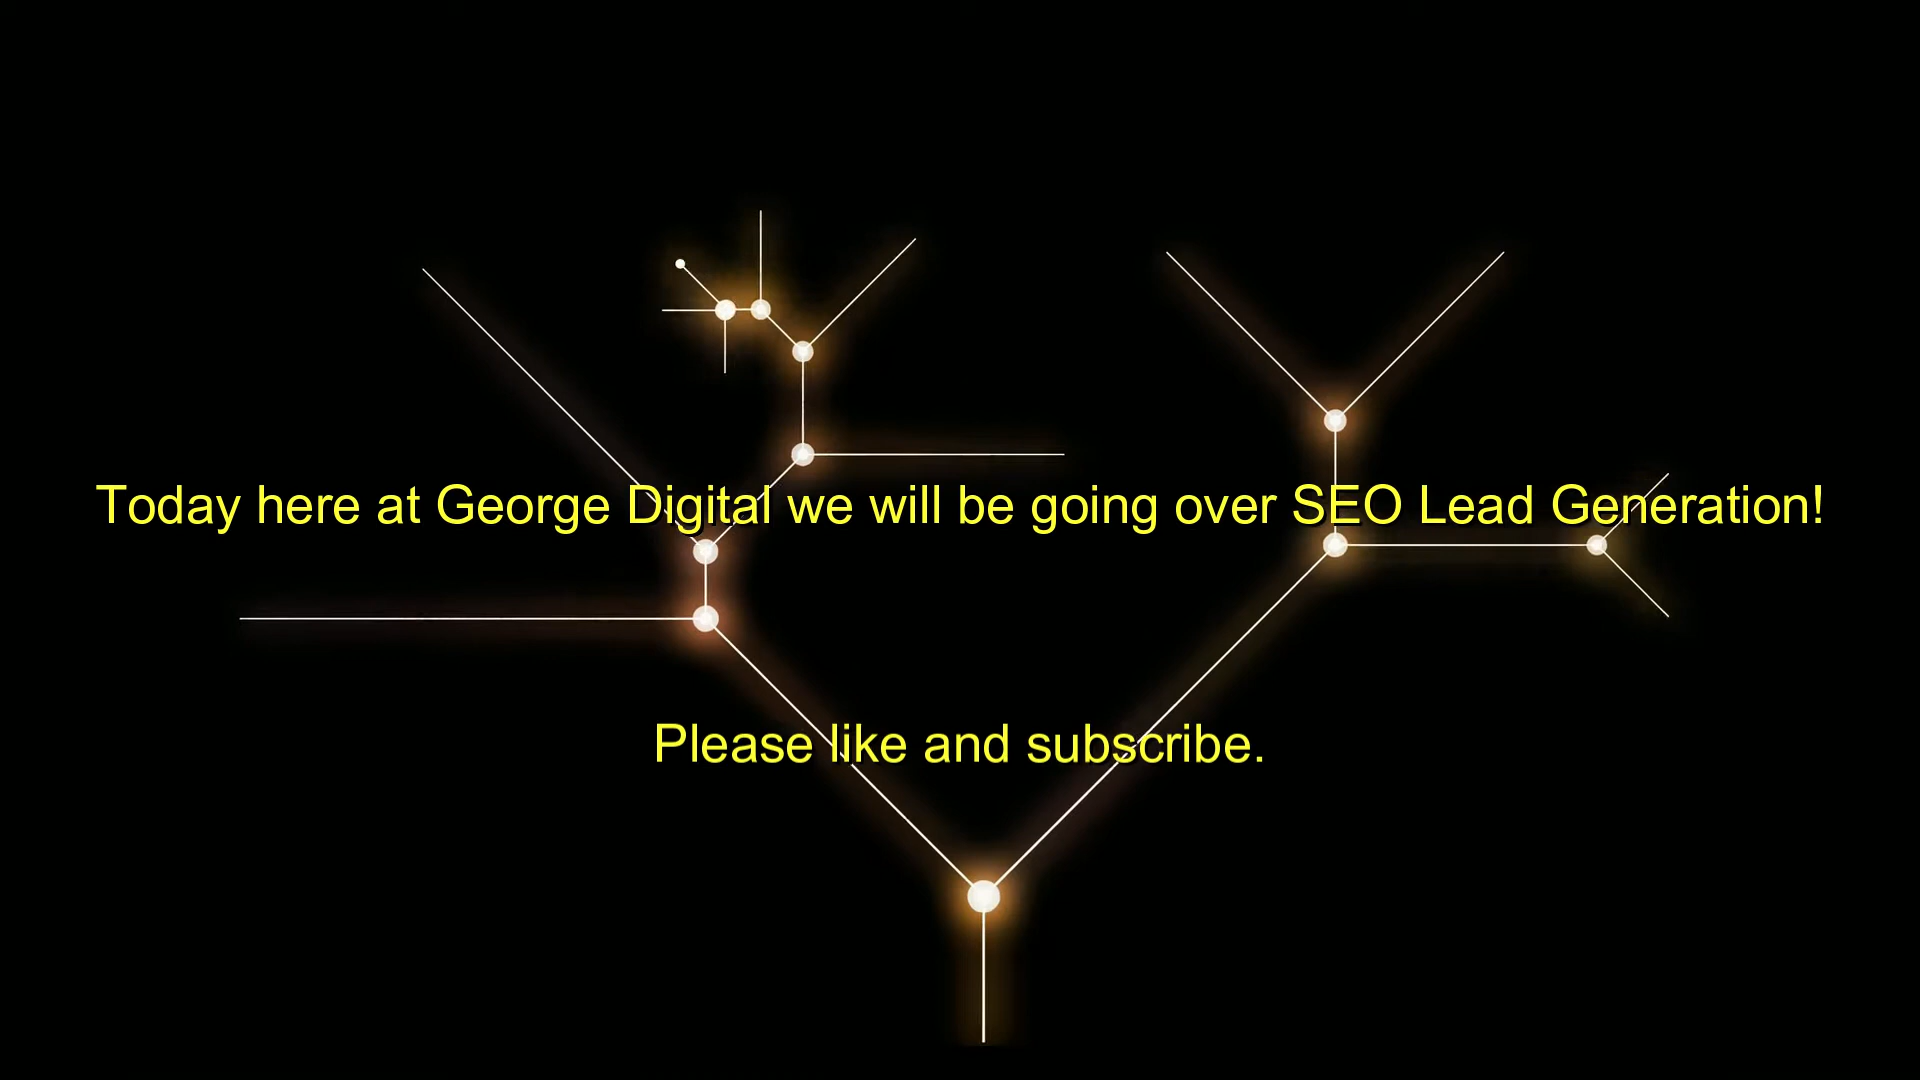 Today here at George Digital we will be going over SEO Lead Generation!
Please like and subscribe.